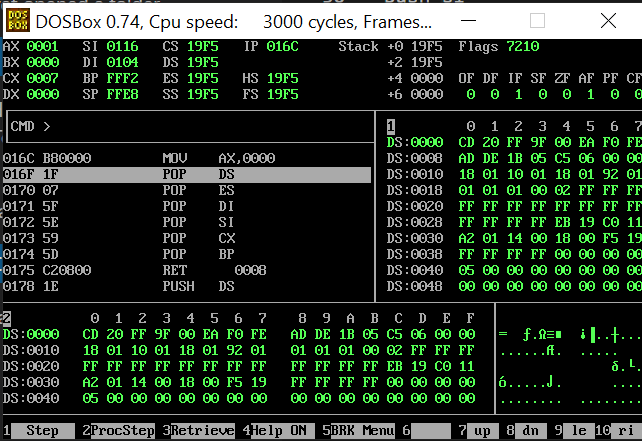 DOSBox 0.74, Cpu speed: 3000 cycles, Frames...
AX 0001 SI 0116 CS 19F5 IP 016C Stack +0 19F5 Flags 7210
BX 0000 DI 0104 DS 19F5 +2 19F5
CX 0007 BP FFF2 ES 19F5 HS 19F5 +4 0000 OF DF IF SF ZF AF PF CF
DX 0000 SP FFE8 SS 19F5 FS 19F5 +6 0000 0 0 1 0 0 1 0 0
CMD >
1 0 1 2 3 4 5 6 7
DS:0000 CD 20 FF 9F 00 EA F0 FE
DS:0008 AD DE 1B 05 C5 06 00 00
DS:0010 18 01 10 01 18 01 92 01
DS:0018 01 01 01 00 02 FF FF FF
DS:0020 FF FF FF FF FF FF FF FF
DS:0028 FF FF FF FF EB 19 C0 11
DS:0030 A2 01 14 00 18 00 F5 19
DS:0038 FF FF FF FF 00 00 00 00
DS:0040 05 00 00 00 00 00 00 00
DS:0048 00 00 00 00 00 00 00 00
016C B80000 MOV AX,0000
016F 1F POP DS
0170 07 POP ES
0171 5F POP DI
0172 5E POP SI
0173 59 POP CX
0174 5D POP BP
0175 C20800 RET 0008
0178 1E PUSH DS
2 0 1 2 3 4 5 6 7 8 9 A B C D E F
DS:0000 CD 20 FF 9F 00 EA F0 FE AD DE 1B 05 C5 06 00 00
DS:0010 18 01 10 01 18 01 92 01 01 01 01 00 02 FF FF FF
DS:0020 FF FF FF FF FF FF FF FF FF FF FF FF EB 19 C0 11
DS:0030 A2 01 14 00 18 00 F5 19 FF FF FF FF 00 00 00 00
DS:0040 05 00 00 00 00 00 00 00 00 00 00 00 00 00 00 00
1 Step 2ProcStep 3Retrieve 4Help ON 5BRK Menu 6 7 up 8 dn 9 le 10 ri